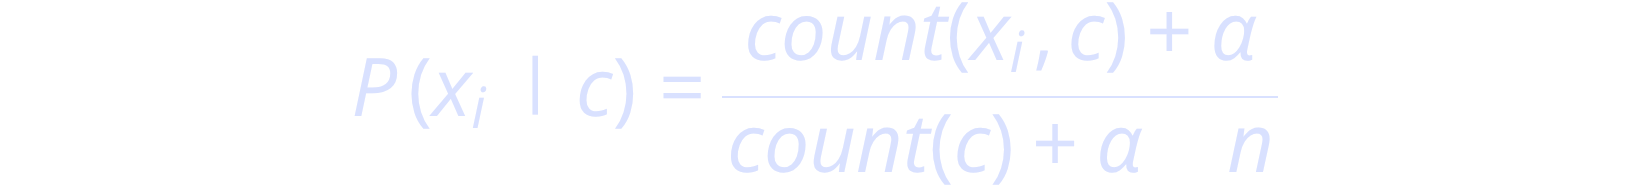 P(xᵢ | c) = (count(xᵢ, c) + α) / (count(c) + α n)